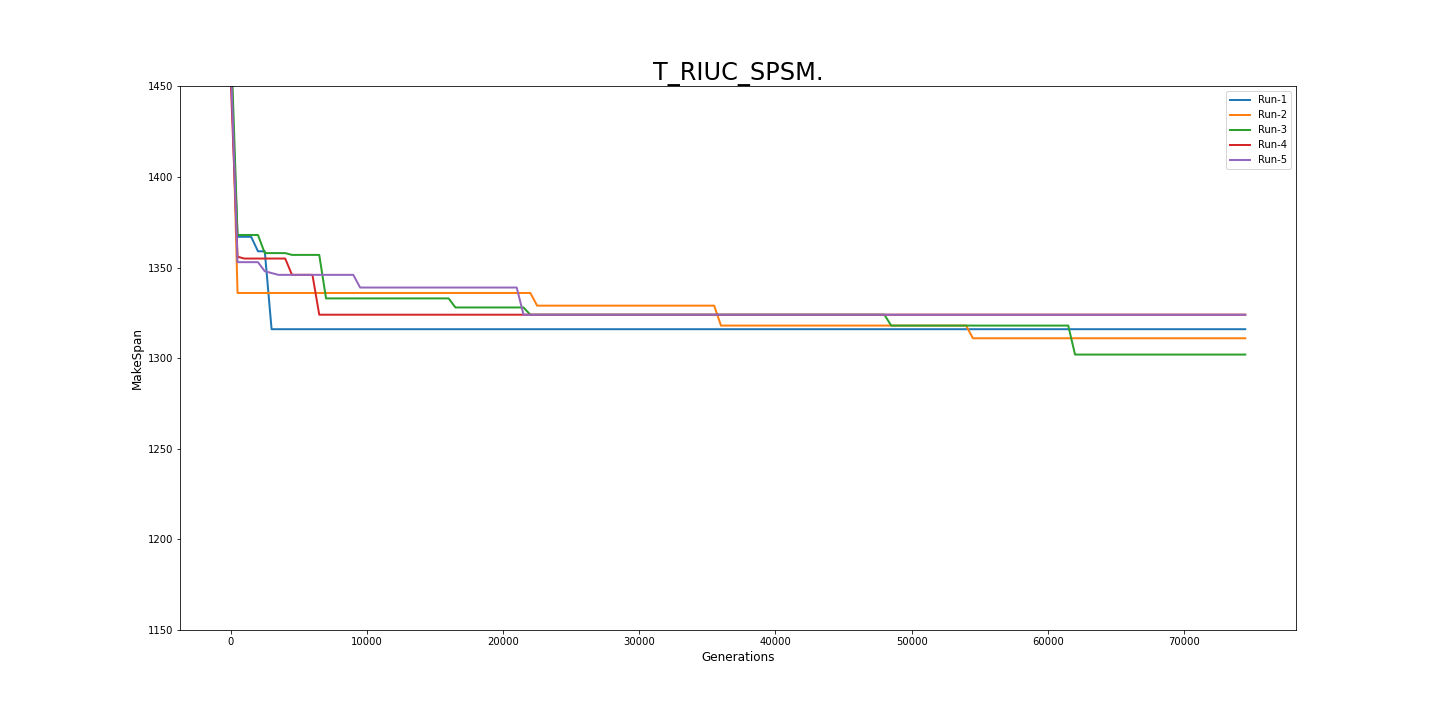 T_RIUC_SPSM.
1450
1400
1350
1300
1250
1200
1150
MakeSpan
Run-1
Run-2
Run-3
Run-4
Run-5
0 10000 20000 30000 40000 50000 60000 70000
Generations